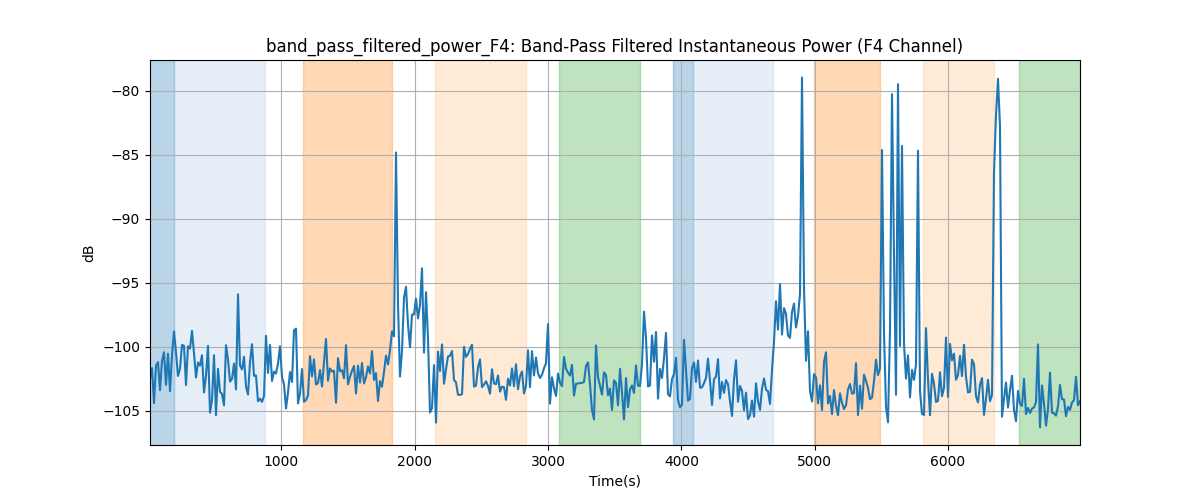 band_pass_filtered_power_F4: Band-Pass Filtered Instantaneous Power (F4 Channel)
−80
−85
−90
−95
−100
−105
dB
1000 2000 3000 4000 5000 6000
Time(s)